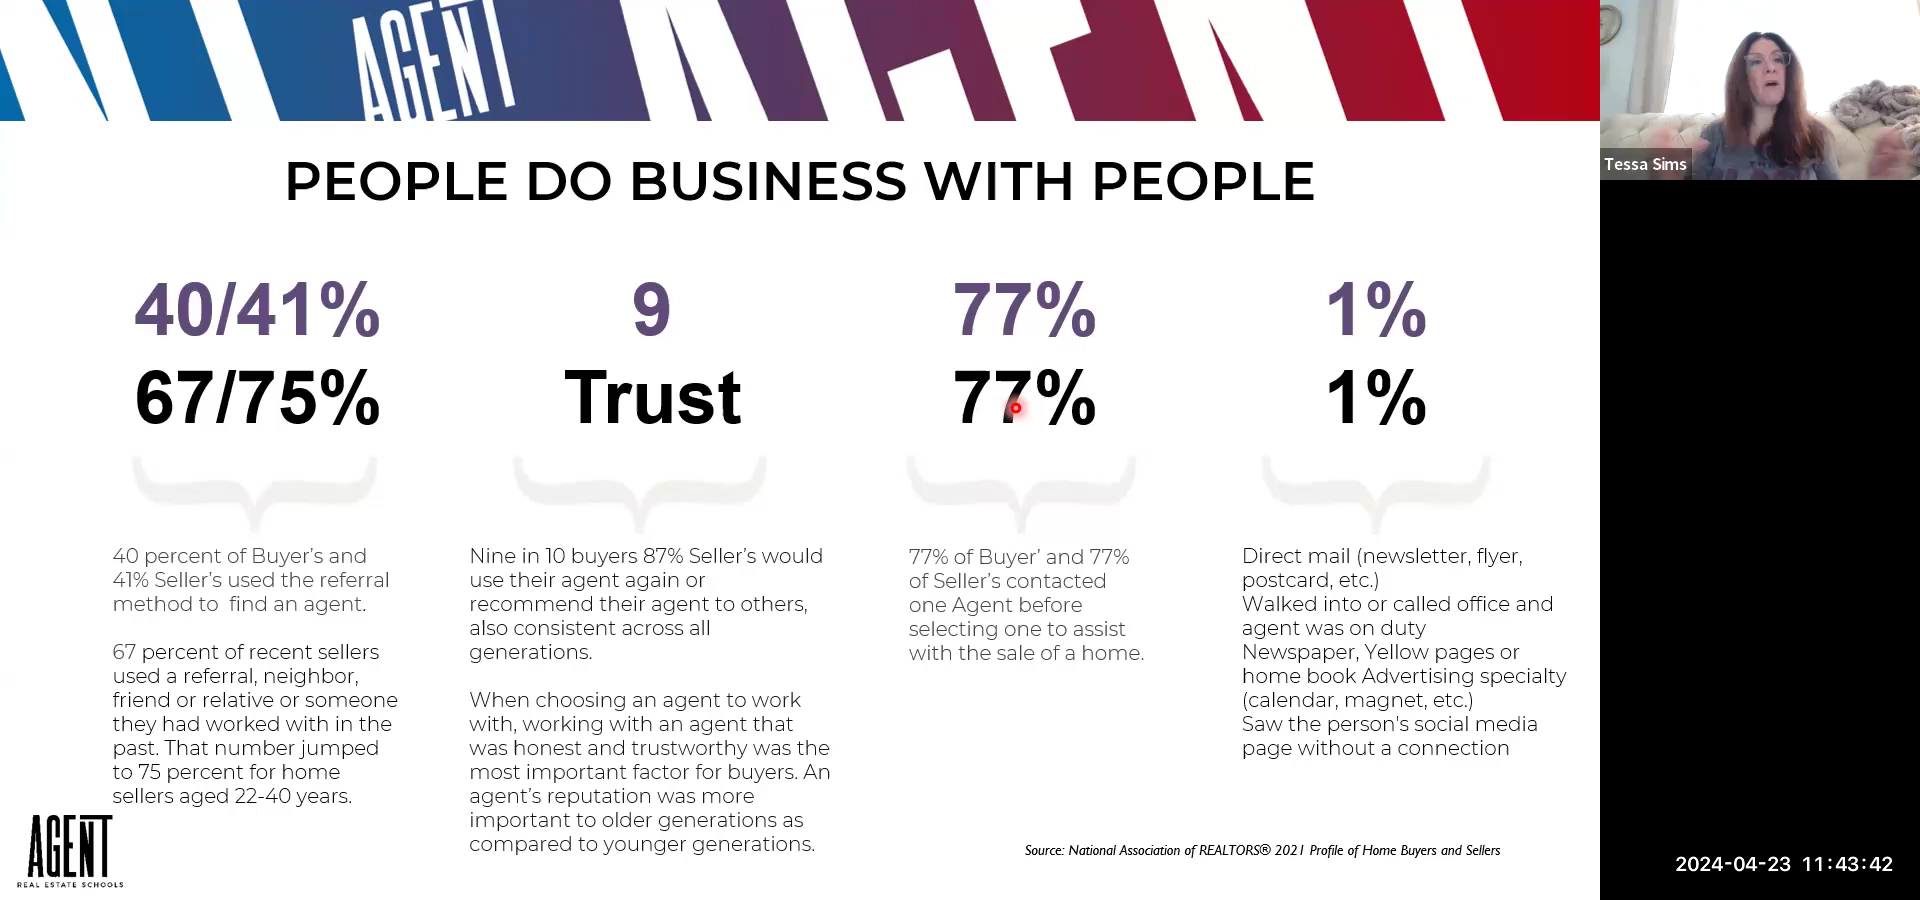 AGENT
PEOPLE DO BUSINESS WITH PEOPLE
40/41%
67/75%
40 percent of Buyer's and
41% Seller's used the referral
method to  find an agent.
67 percent of recent sellers
used a referral, neighbor,
friend or relative or someone
they had worked with in the
past. That number jumped
to 75 percent for home
sellers aged 22-40 years.
9
Trust
Nine in 10 buyers 87% Seller's would
use their agent again or
recommend their agent to others,
also consistent across all
generations.
When choosing an agent to work
with, working with an agent that
was honest and trustworthy was the
most important factor for buyers. An
agent's reputation was more
important to older generations as
compared to younger generations.
77%
77%
77% of Buyer' and 77%
of Seller's contacted
one Agent before
selecting one to assist
with the sale of a home.
1%
1%
Direct mail (newsletter, flyer,
postcard, etc.)
Walked into or called office and
agent was on duty
Newspaper, Yellow pages or
home book Advertising specialty
(calendar, magnet, etc.)
Saw the person's social media
page without a connection
Source: National Association of REALTORS® 2021 Profile of Home Buyers and Sellers
AGENT
REAL ESTATE SCHOOLS
Tessa Sims
2024-04-23 11:43:42